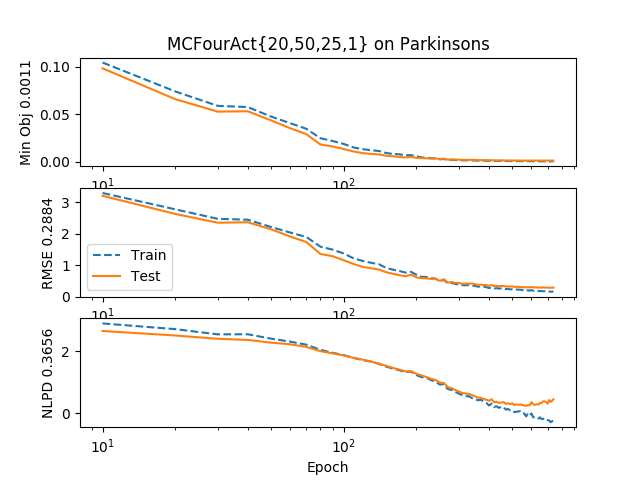 MCFourAct{20,50,25,1} on Parkinsons
Min Obj 0.0011
0.10
0.05
0.00
10¹
10²
RMSE 0.2884
3
2
1
0
Train
Test
10¹
10²
NLPD 0.3656
2
0
10¹
10²
Epoch